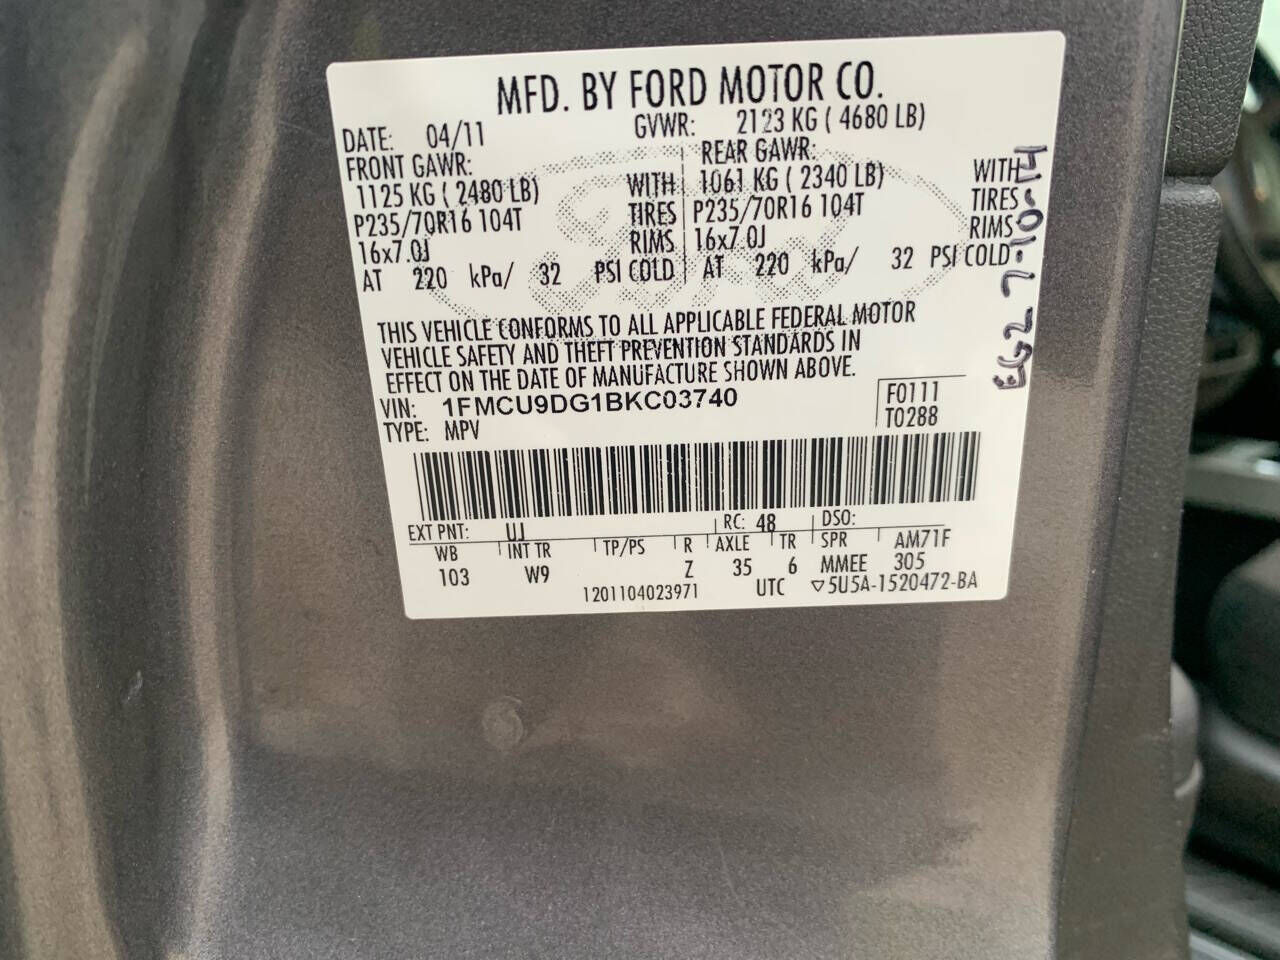 MFD. BY FORD MOTOR CO.
DATE: 04/11 GVWR: 2123 KG ( 4680 LB)
FRONT GAWR: REAR GAWR:
1125 KG ( 2480 LB) WITH 1061 KG ( 2340 LB) WITH
P235/70R16 104T TIRES P235/70R16 104T TIRES
16x7.0J RIMS 16x7.0J RIMS
AT 220 kPa/ 32 PSI COLD AT 220 kPa/ 32 PSI COLD
THIS VEHICLE CONFORMS TO ALL APPLICABLE FEDERAL MOTOR
VEHICLE SAFETY AND THEFT PREVENTION STANDARDS IN
EFFECT ON THE DATE OF MANUFACTURE SHOWN ABOVE.
VIN: 1FMCU9DG1BKC03740 F0111
TYPE: MPV T0288
EXT PNT: UJ RC: 48 DSO:
WB INT TR TP/PS R AXLE TR SPR AM71F
103 W9 Z 35 6 MMEE 305
1201104023971 UTC ▽5U5A-1520472-BA
7-10-14